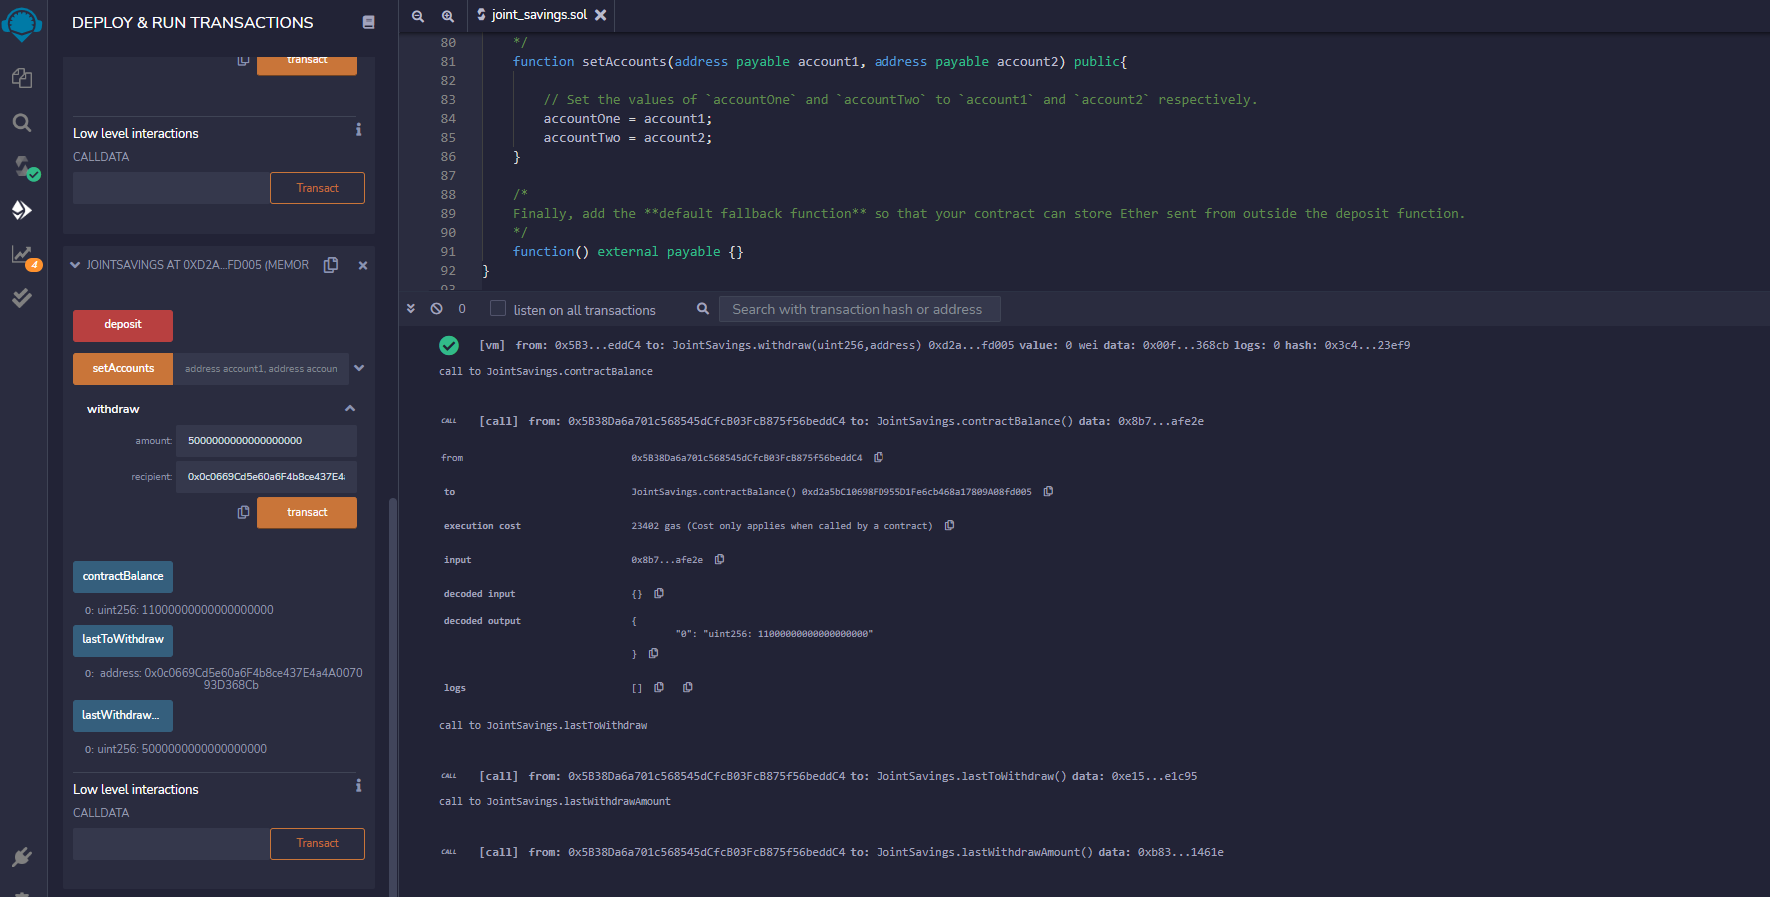 DEPLOY & RUN TRANSACTIONS
transact
Low level interactions
CALLDATA
Transact
JOINTSAVINGS AT 0XD2A...FD005 (MEMOR
deposit
setAccounts
address account1, address accoun
withdraw
amount:
5000000000000000000
recipient:
0x0c0669Cd5e60a6F4b8ce437E4
transact
contractBalance
0: uint256: 11000000000000000000
lastToWithdraw
0: address: 0x0c0669Cd5e60a6F4b8ce437E4a4A0070
93D368Cb
lastWithdraw...
0: uint256: 5000000000000000000
Low level interactions
CALLDATA
Transact
4
joint_savings.sol
80 */
81 function setAccounts(address payable account1, address payable account2) public{
82
83 // Set the values of `accountOne` and `accountTwo` to `account1` and `account2` respectively.
84 accountOne = account1;
85 accountTwo = account2;
86 }
87
88 /*
89 Finally, add the **default fallback function** so that your contract can store Ether sent from outside the deposit function.
90 */
91 function() external payable {}
92 }
93
0 listen on all transactions
Search with transaction hash or address
[vm] from: 0x5B3...eddC4 to: JointSavings.withdraw(uint256,address) 0xd2a...fd005 value: 0 wei data: 0x00f...368cb logs: 0 hash: 0x3c4...23ef9
call to JointSavings.contractBalance
CALL [call] from: 0x5B38Da6a701c568545dCfcB03FcB875f56beddC4 to: JointSavings.contractBalance() data: 0x8b7...afe2e
from 0x5B38Da6a701c568545dCfcB03FcB875f56beddC4
to JointSavings.contractBalance() 0xd2a5bC10698FD955D1Fe6cb468a17809A08fd005
execution cost 23402 gas (Cost only applies when called by a contract)
input 0x8b7...afe2e
decoded input {}
decoded output {
"0": "uint256: 11000000000000000000"
}
logs []
call to JointSavings.lastToWithdraw
CALL [call] from: 0x5B38Da6a701c568545dCfcB03FcB875f56beddC4 to: JointSavings.lastToWithdraw() data: 0xe15...e1c95
call to JointSavings.lastWithdrawAmount
CALL [call] from: 0x5B38Da6a701c568545dCfcB03FcB875f56beddC4 to: JointSavings.lastWithdrawAmount() data: 0xb83...1461e